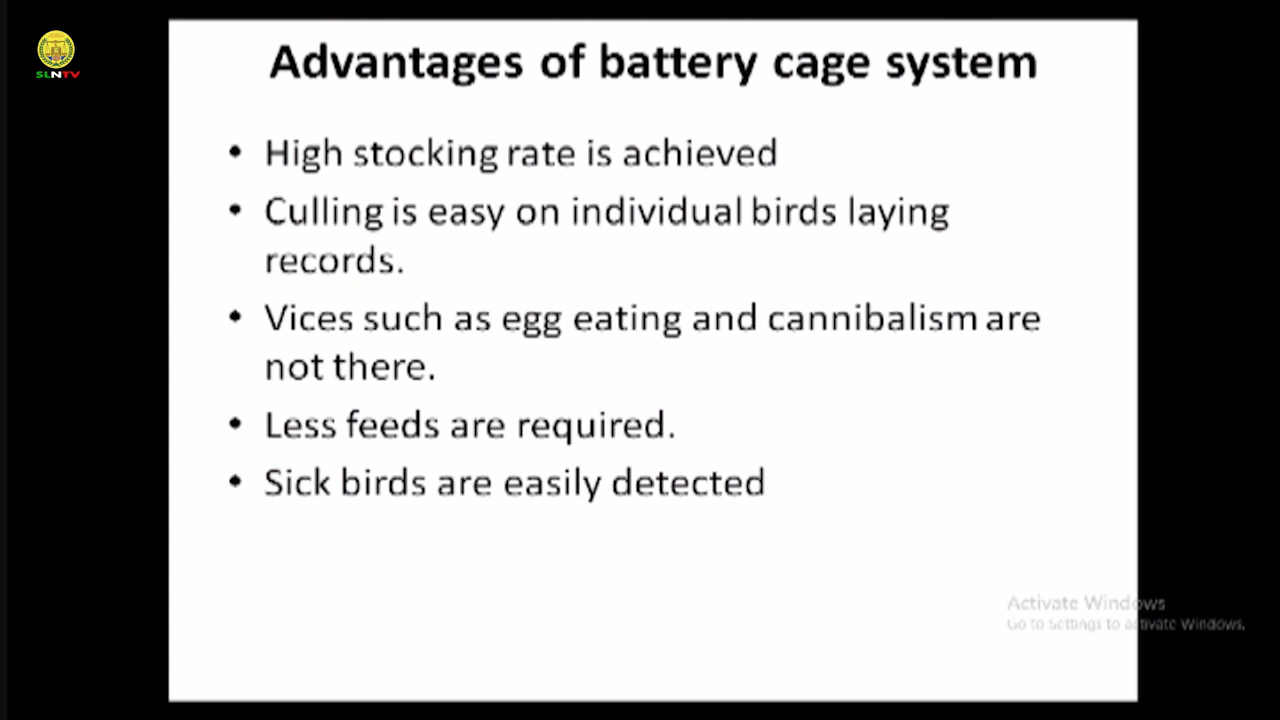 SLNTV
Advantages of battery cage system
• High stocking rate is achieved
• Culling is easy on individual birds laying
records.
• Vices such as egg eating and cannibalism are
not there.
• Less feeds are required.
• Sick birds are easily detected
Activate Windows
Go to Settings to activate Windows.